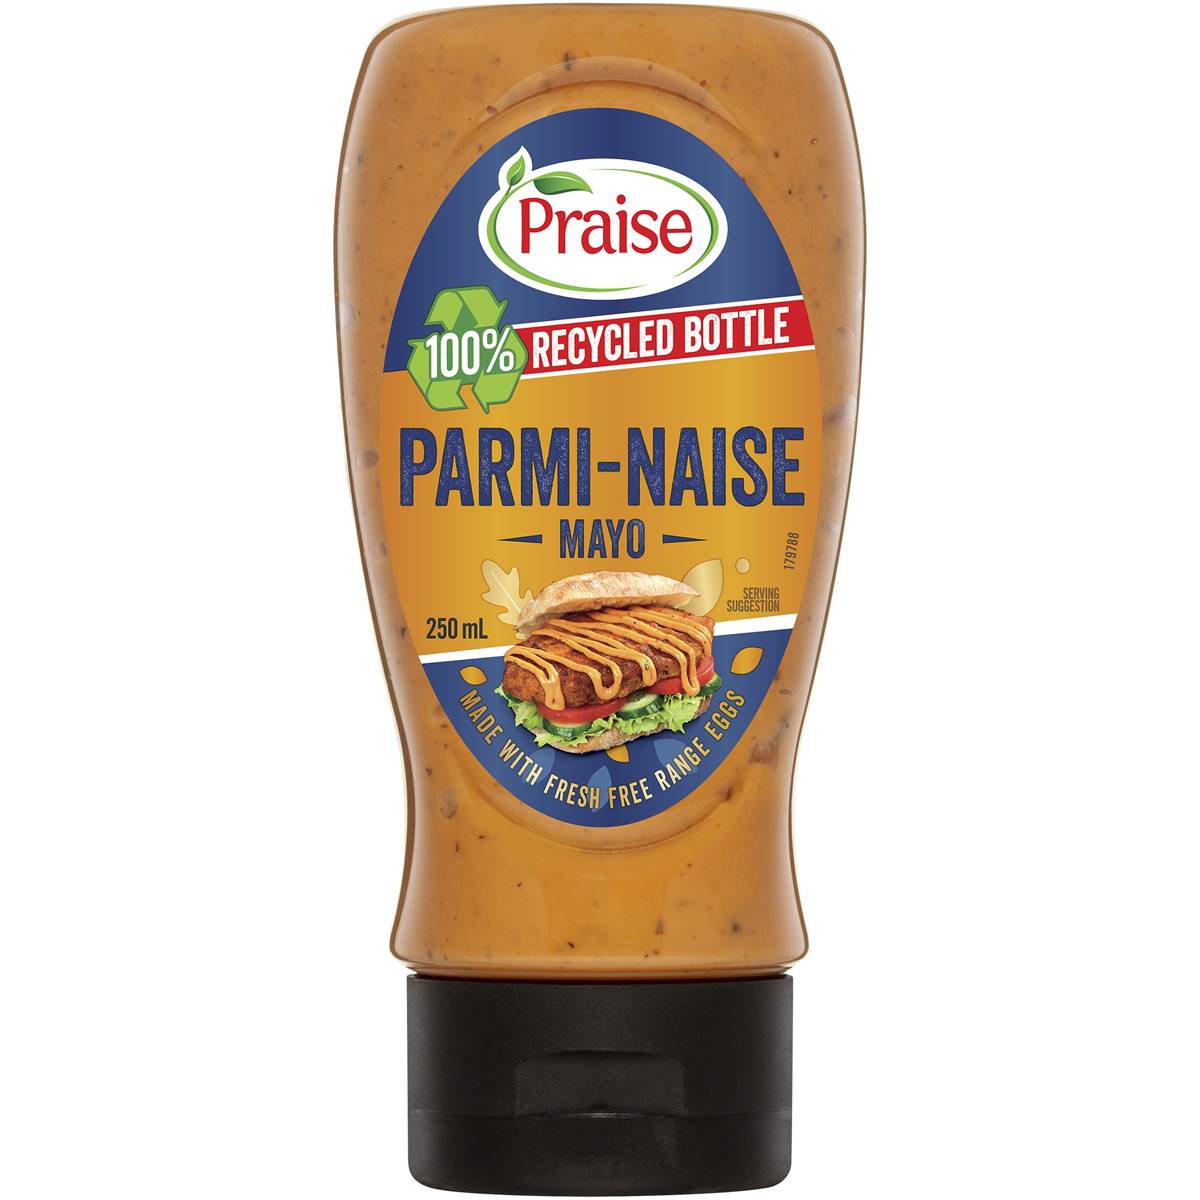 Praise
100% RECYCLED BOTTLE
PARMI-NAISE
MAYO
179788
SERVING
SUGGESTION
250 mL
MADE WITH FRESH FREE RANGE EGGS